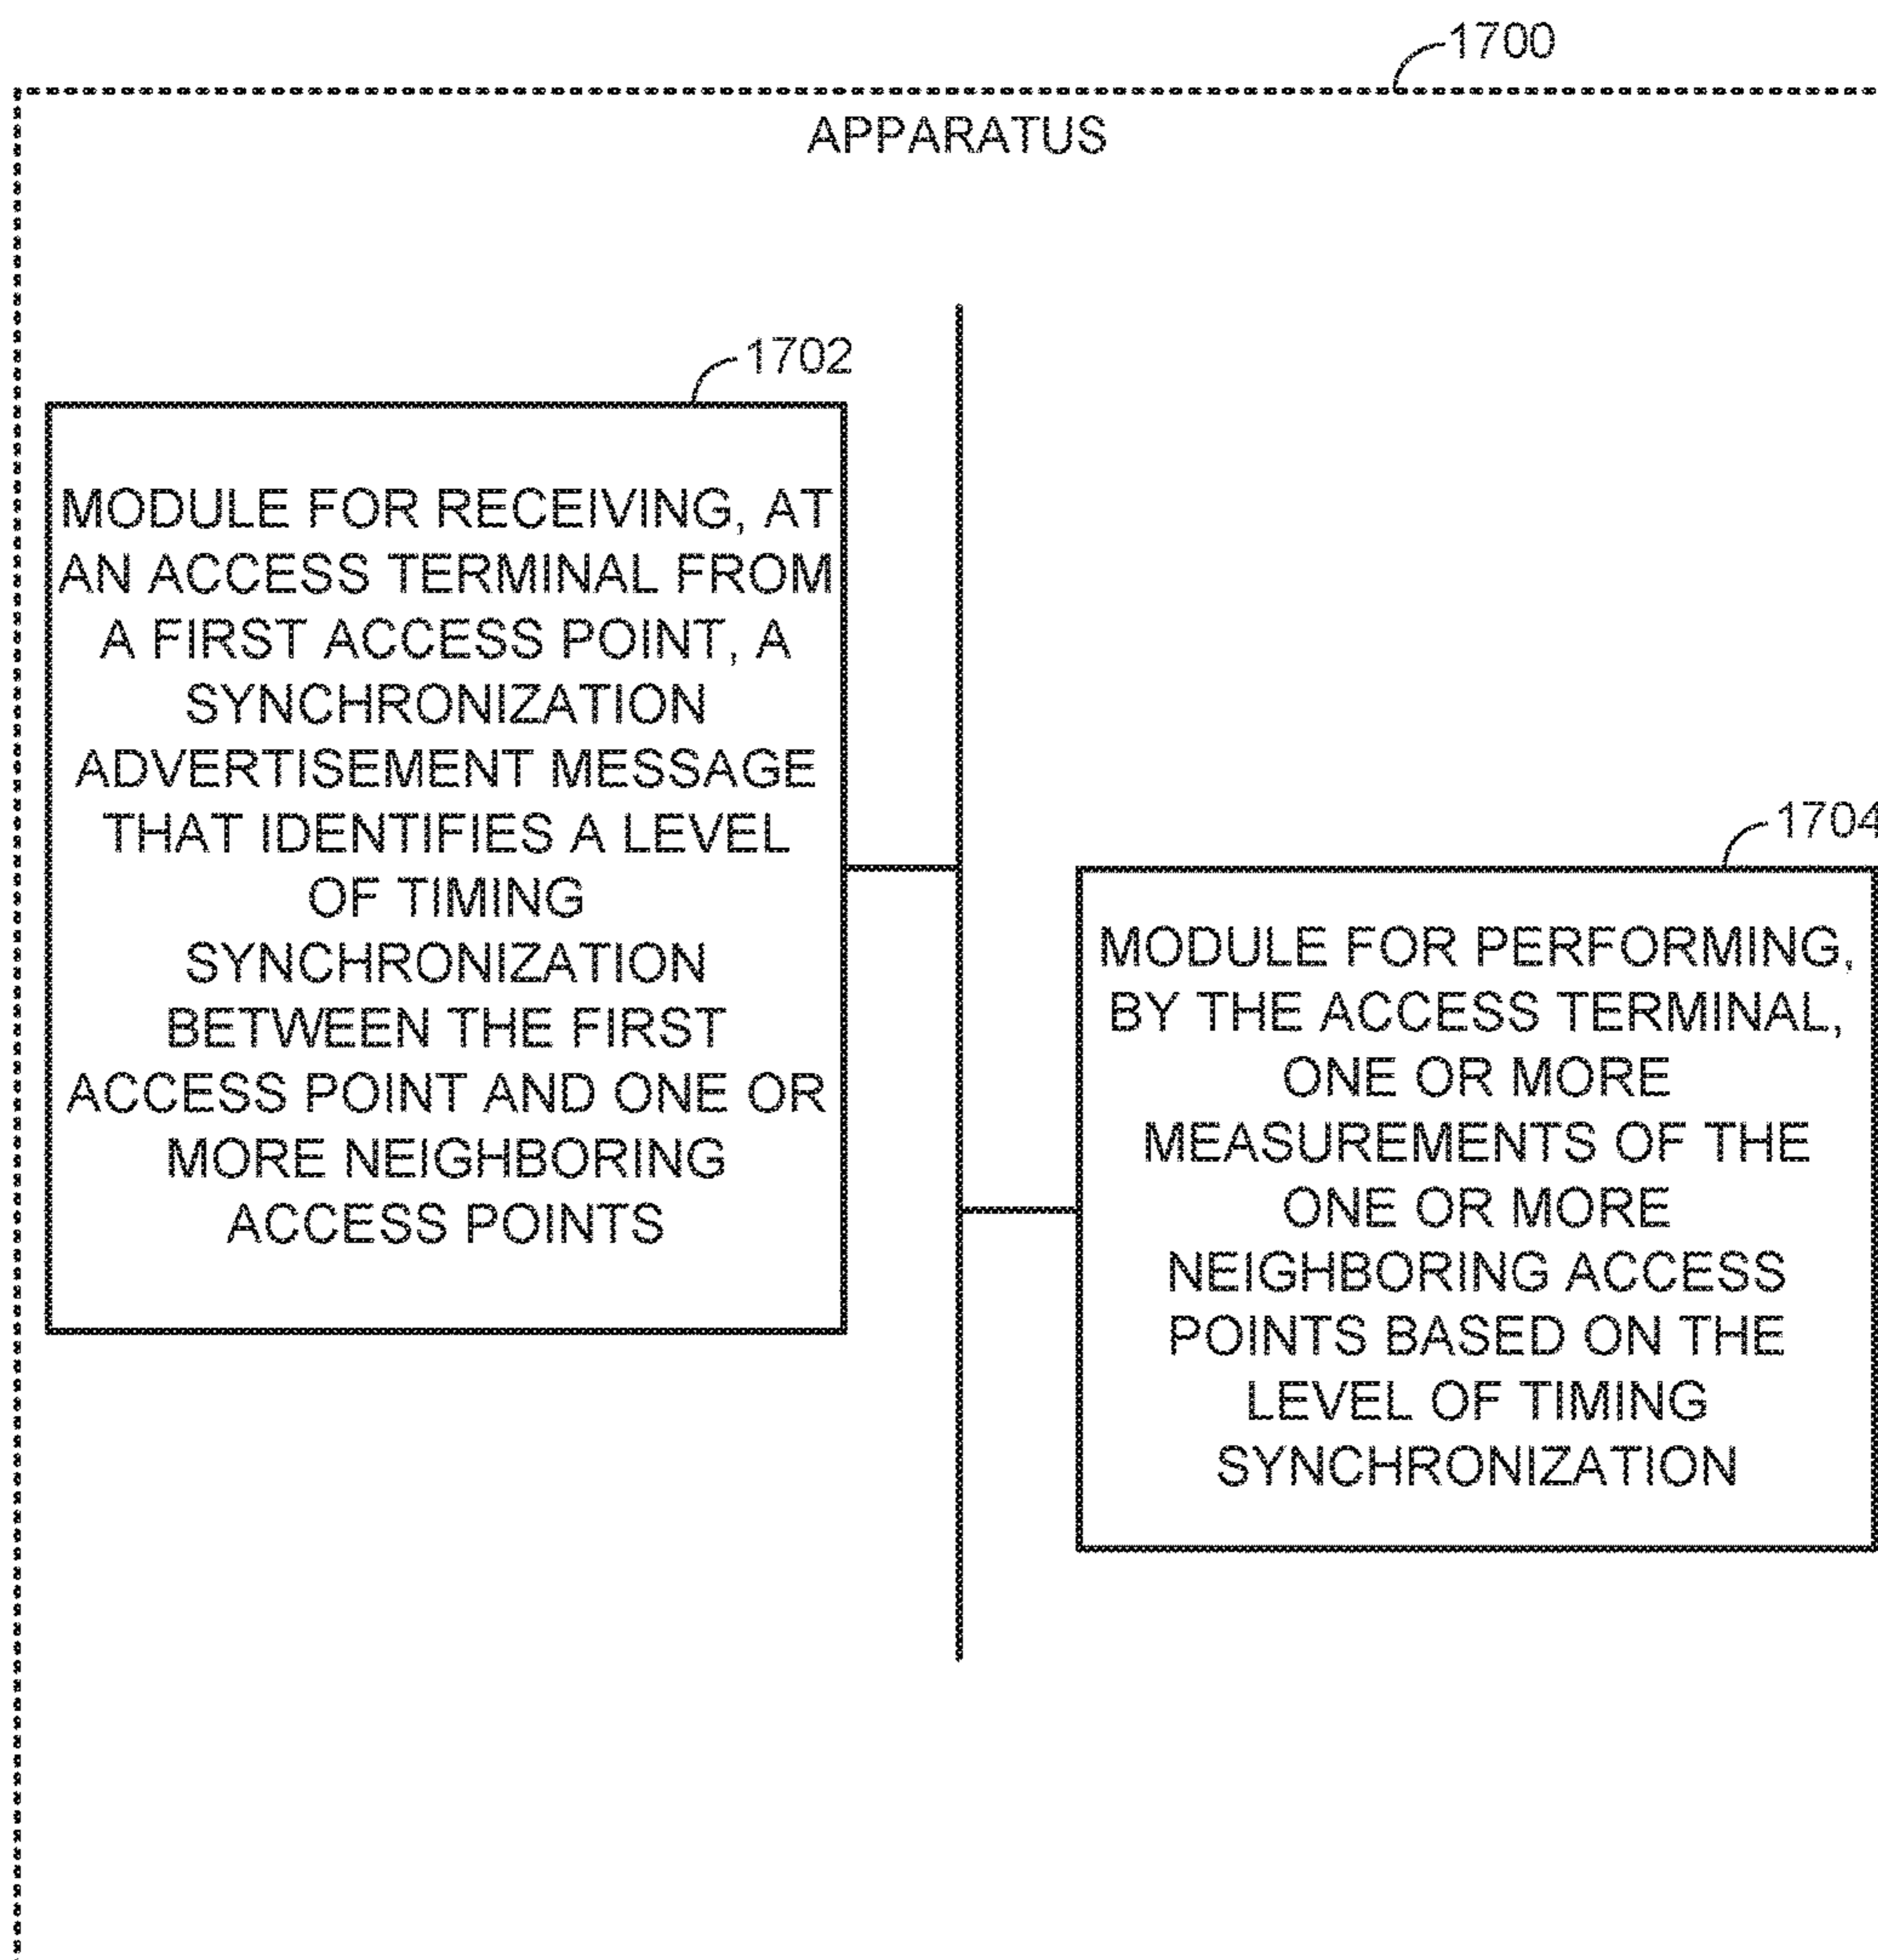 1700
APPARATUS
1702
MODULE FOR RECEIVING, AT
AN ACCESS TERMINAL FROM
A FIRST ACCESS POINT, A
SYNCHRONIZATION
ADVERTISEMENT MESSAGE
THAT IDENTIFIES A LEVEL
OF TIMING
SYNCHRONIZATION
BETWEEN THE FIRST
ACCESS POINT AND ONE OR
MORE NEIGHBORING
ACCESS POINTS
1704
MODULE FOR PERFORMING,
BY THE ACCESS TERMINAL,
ONE OR MORE
MEASUREMENTS OF THE
ONE OR MORE
NEIGHBORING ACCESS
POINTS BASED ON THE
LEVEL OF TIMING
SYNCHRONIZATION